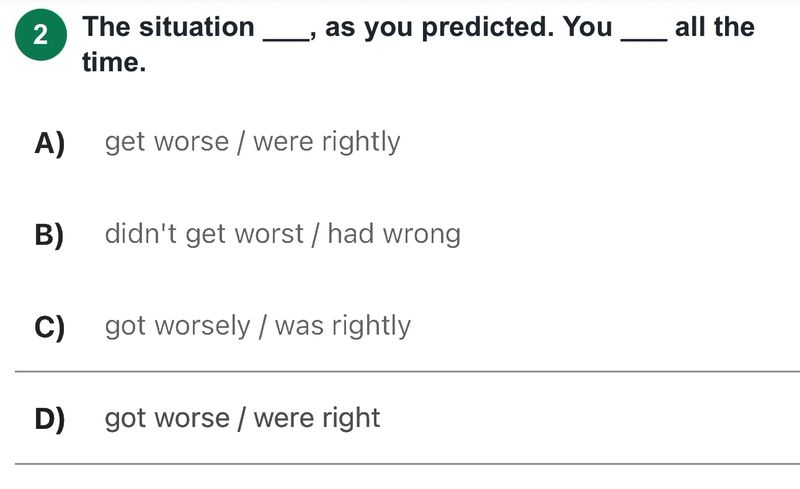 2 The situation ___, as you predicted. You ___ all the
time.
A) get worse / were rightly
B) didn't get worst / had wrong
C) got worsely / was rightly
D) got worse / were right